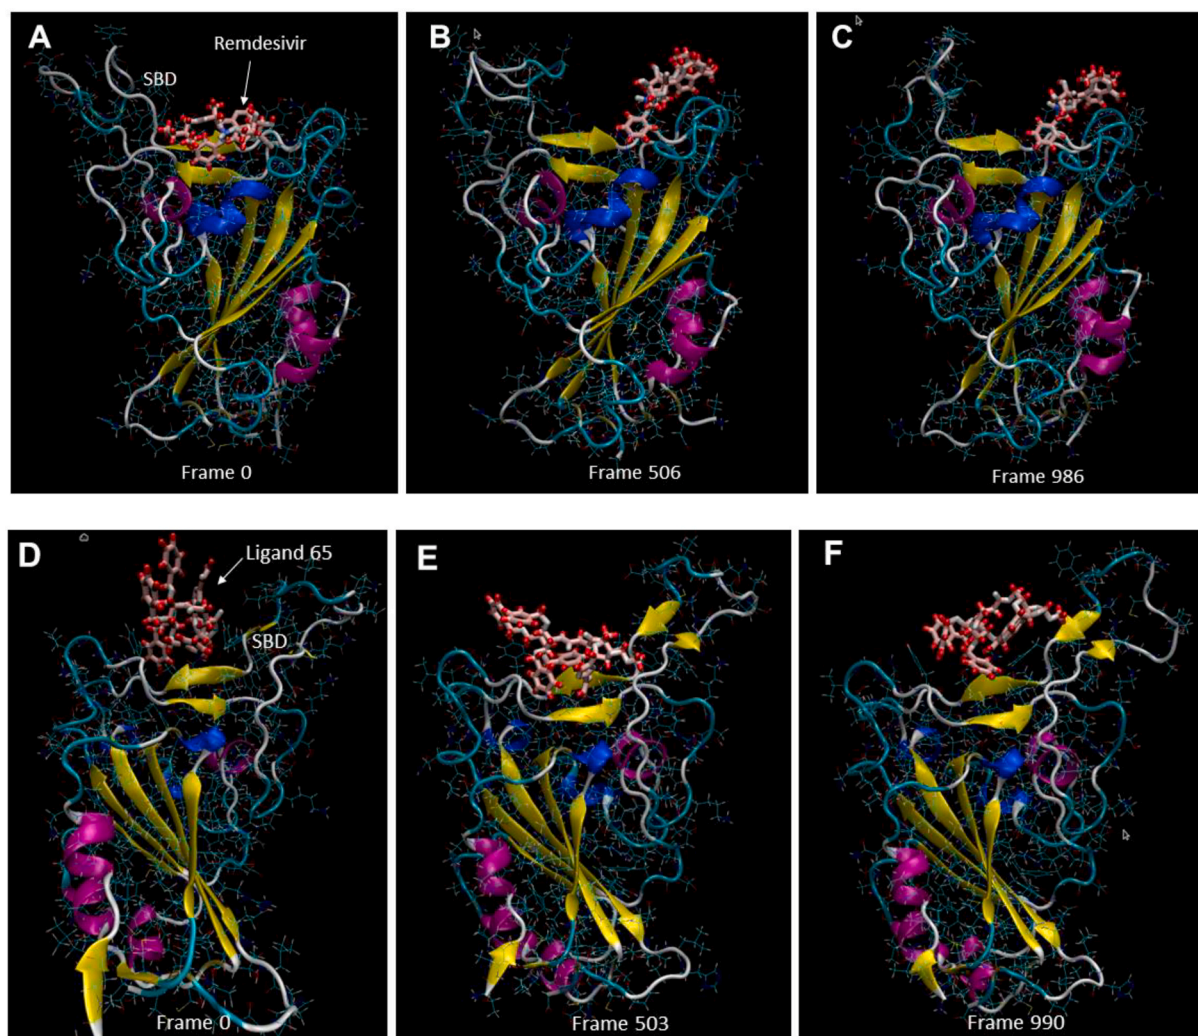 A
Remdesivir
SBD
Frame 0
B
Frame 506
C
Frame 986
D
Ligand 65
SBD
Frame 0
E
Frame 503
F
Frame 990